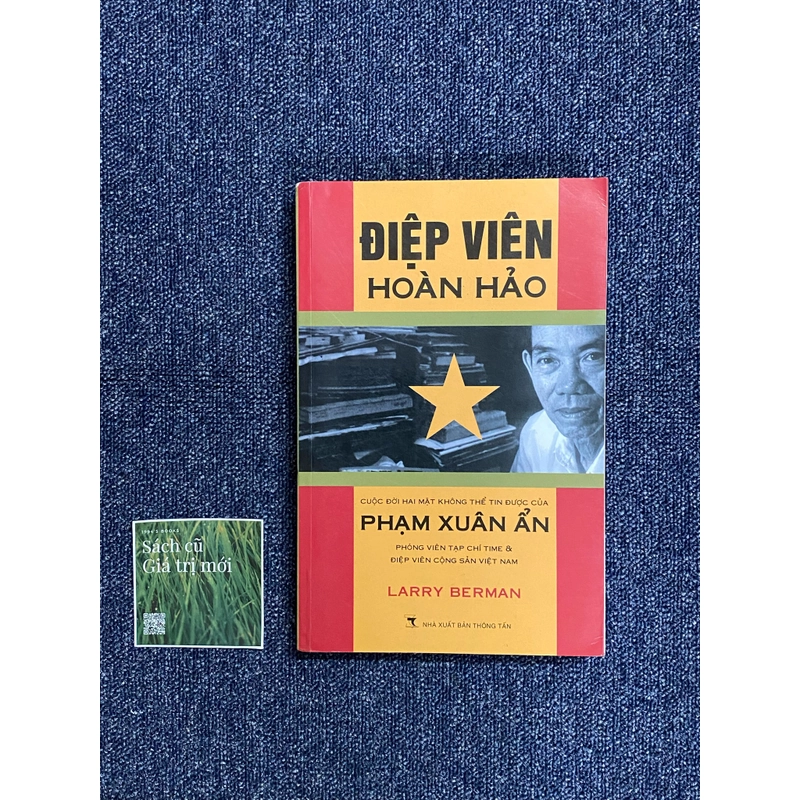 ĐIỆP VIÊN
HOÀN HẢO
CUỘC ĐỜI HAI MẶT KHÔNG THỂ TIN ĐƯỢC CỦA
PHẠM XUÂN ẨN
PHÓNG VIÊN TẠP CHÍ TIME &
ĐIỆP VIÊN CỘNG SẢN VIỆT NAM
LARRY BERMAN
NHÀ XUẤT BẢN THÔNG TẤN
Sách cũ
Giá trị mới